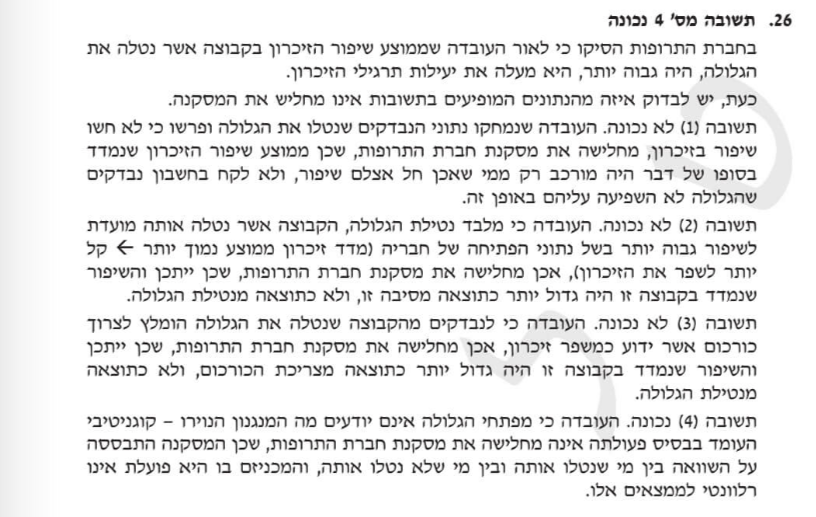 26. תשובה מס' 4 נכונה
בחברת התרופות הסיקו כי לאור העובדה שממוצע שיפור הזיכרון בקבוצה אשר נטלה את
הגלולה, היה גבוה יותר, היא מעלה את יעילות תרגילי הזיכרון.
כעת, יש לבדוק איזה מהנתונים המופיעים בתשובות אינו מחליש את המסקנה.
תשובה (1) לא נכונה. העובדה שנמחקו נתוני הנבדקים שנטלו את הגלולה ופרשו כי לא חשו
שיפור בזיכרון, מחלישה את מסקנת חברת התרופות, שכן ממוצע שיפור הזיכרון שנמדד
בסופו של דבר היה מורכב רק ממי שאכן חל אצלם שיפור, ולא לקח בחשבון נבדקים
שהגלולה לא השפיעה עליהם באופן זה.
תשובה (2) לא נכונה. העובדה כי מלבד נטילת הגלולה, הקבוצה אשר נטלה אותה מועדת
לשיפור גבוה יותר בשל נתוני הפתיחה של חבריה (מדד זיכרון ממוצע נמוך יותר ← קל
יותר לשפר את הזיכרון), אכן מחלישה את מסקנת חברת התרופות, שכן ייתכן והשיפור
שנמדד בקבוצה זו היה גדול יותר כתוצאה מסיבה זו, ולא כתוצאה מנטילת הגלולה.
תשובה (3) לא נכונה. העובדה כי לנבדקים מהקבוצה שנטלה את הגלולה הומלץ לצרוך
כורכום אשר ידוע כמשפר זיכרון, אכן מחלישה את מסקנת חברת התרופות, שכן ייתכן
והשיפור שנמדד בקבוצה זו היה גדול יותר כתוצאה מצריכת הכורכום, ולא כתוצאה
מנטילת הגלולה.
תשובה (4) נכונה. העובדה כי מפתחי הגלולה אינם יודעים מה המנגנון הנוירו – קוגניטיבי
העומד בבסיס פעולתה אינה מחלישה את מסקנת חברת התרופות, שכן המסקנה התבססה
על השוואה בין מי שנטלו אותה ובין מי שלא נטלו אותה, והמכניזם בו היא פועלת אינו
רלוונטי לממצאים אלו.